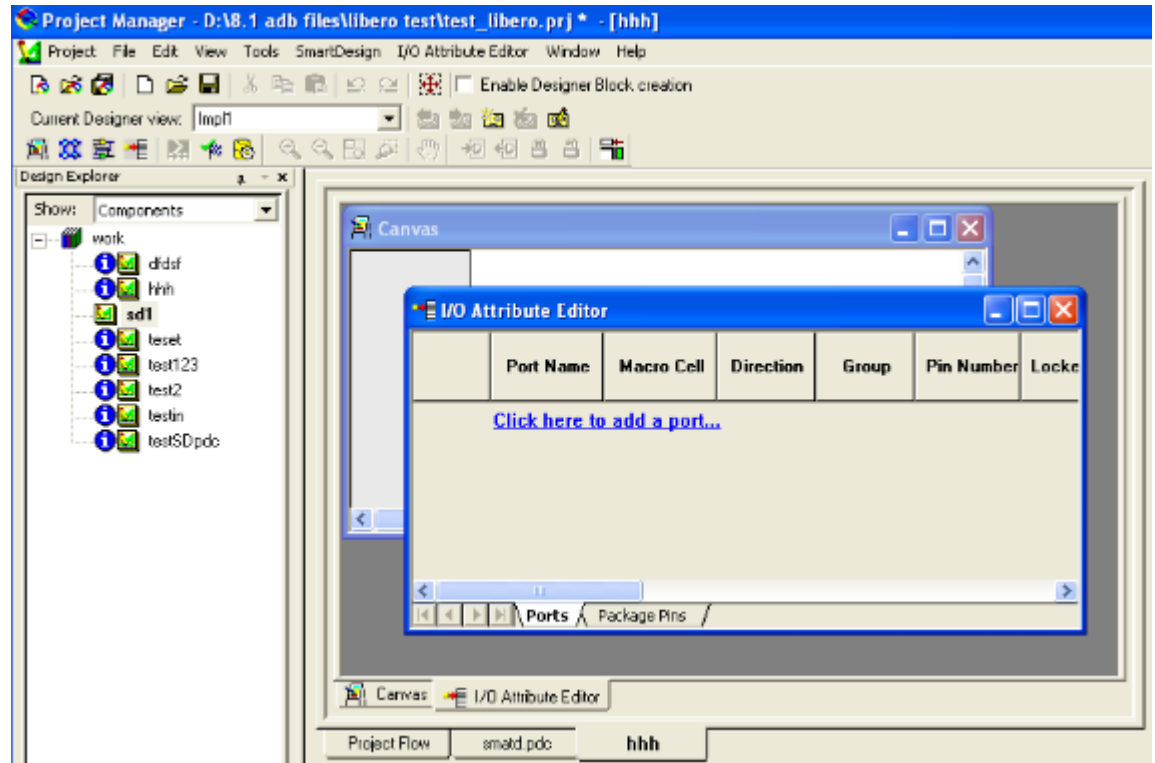 Project Manager - D:\8.1 adb files\libero test\test_libero.prj * - [hhh]
Project File Edit View Tools SmartDesign I/O Attribute Editor Window Help
Enable Designer Block creation
Current Designer view: Impl1
Design Explorer
Show: Components
work
dfdsf
hhh
sd1
teset
test123
test2
testin
testSDpdc
Canvas
I/O Attribute Editor
Port Name Macro Cell Direction Group Pin Number Locke
Click here to add a port...
Ports Package Pins
Canvas I/O Attribute Editor
Project Flow smatd.pdc hhh